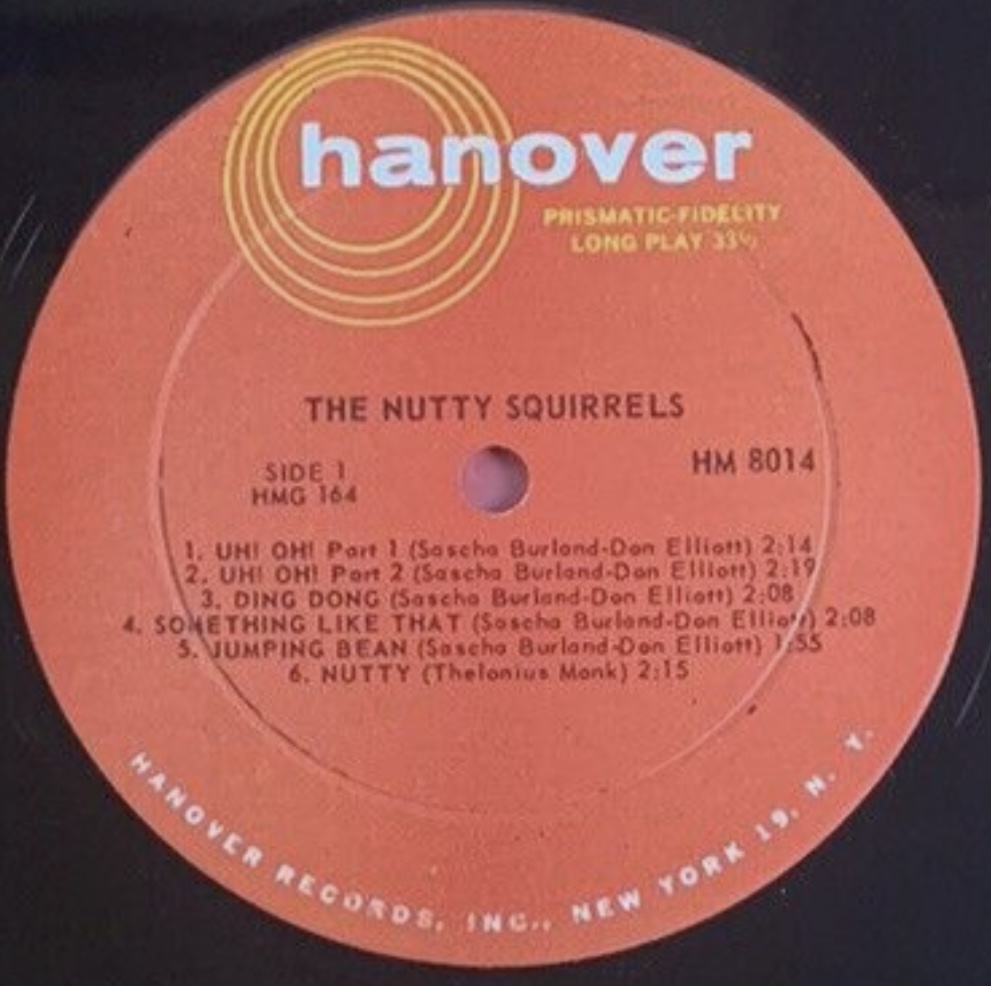 hanover
PRISMATIC-FIDELITY
LONG PLAY 33⅓
THE NUTTY SQUIRRELS
SIDE 1
HMG 164
HM 8014
1. UH! OH! Part 1 (Sascha Burland-Don Elliott) 2:14
2. UH! OH! Part 2 (Sascha Burland-Don Elliott) 2:19
3. DING DONG (Sascha Burland-Don Elliott) 2:08
4. SOMETHING LIKE THAT (Sascha Burland-Don Elliott) 2:08
5. JUMPING BEAN (Sascha Burland-Don Elliott) 1:55
6. NUTTY (Thelonius Monk) 2:15
HANOVER RECORDS, INC., NEW YORK 19, N. Y.